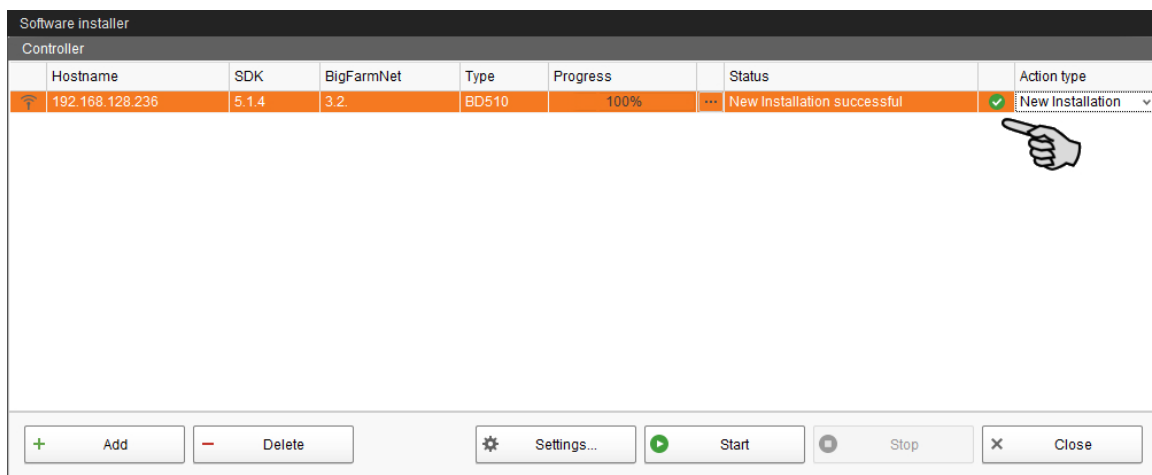 Software installer
Controller
Hostname SDK BigFarmNet Type Progress Status Action type
192.168.128.236 5.1.4 3.2. BD510 100% ... New Installation successful New Installation
Add Delete Settings... Start Stop Close